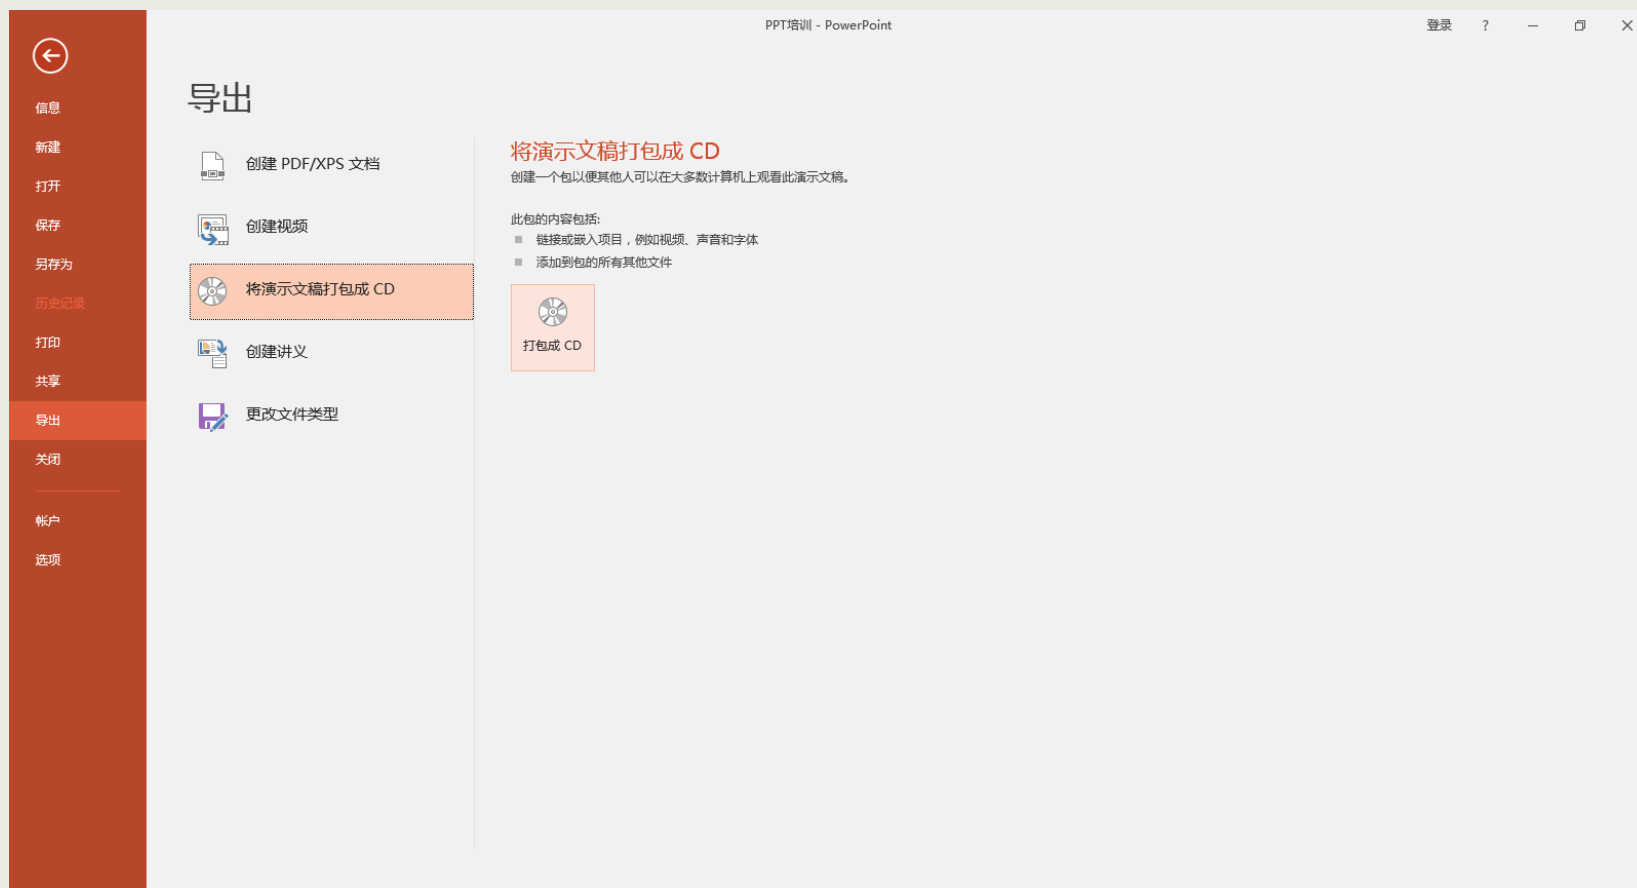 PPT培训 - PowerPoint
登录
?
信息
新建
打开
保存
另存为
历史记录
打印
共享
导出
关闭
帐户
选项
导出
创建 PDF/XPS 文档
创建视频
将演示文稿打包成 CD
创建讲义
更改文件类型
将演示文稿打包成 CD
创建一个包以便其他人可以在大多数计算机上观看此演示文稿。
此包的内容包括:
链接或嵌入项目，例如视频、声音和字体
添加到包的所有其他文件
打包成 CD